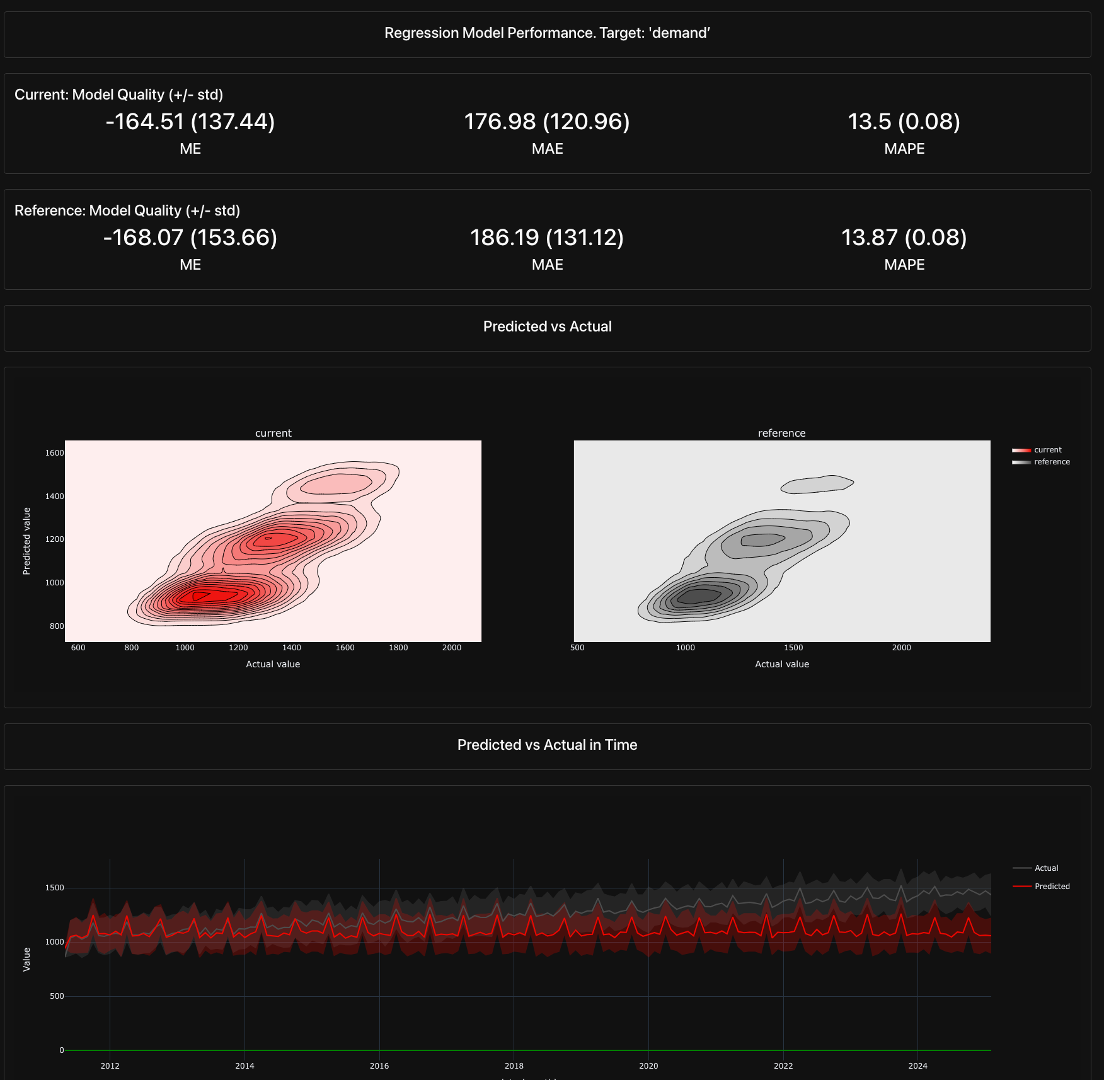 Regression Model Performance. Target: 'demand’
Current: Model Quality (+/- std)
-164.51 (137.44)
176.98 (120.96)
13.5 (0.08)
ME
MAE
MAPE
Reference: Model Quality (+/- std)
-168.07 (153.66)
186.19 (131.12)
13.87 (0.08)
ME
MAE
MAPE
Predicted vs Actual
current
reference
current
reference
1600
1400
1200
1000
800
Predicted value
600 800 1000 1200 1400 1600 1800 2000
500 1000 1500 2000
Actual value
Actual value
Predicted vs Actual in Time
Actual
Predicted
1500
1000
500
0
Value
2012 2014 2016 2018 2020 2022 2024